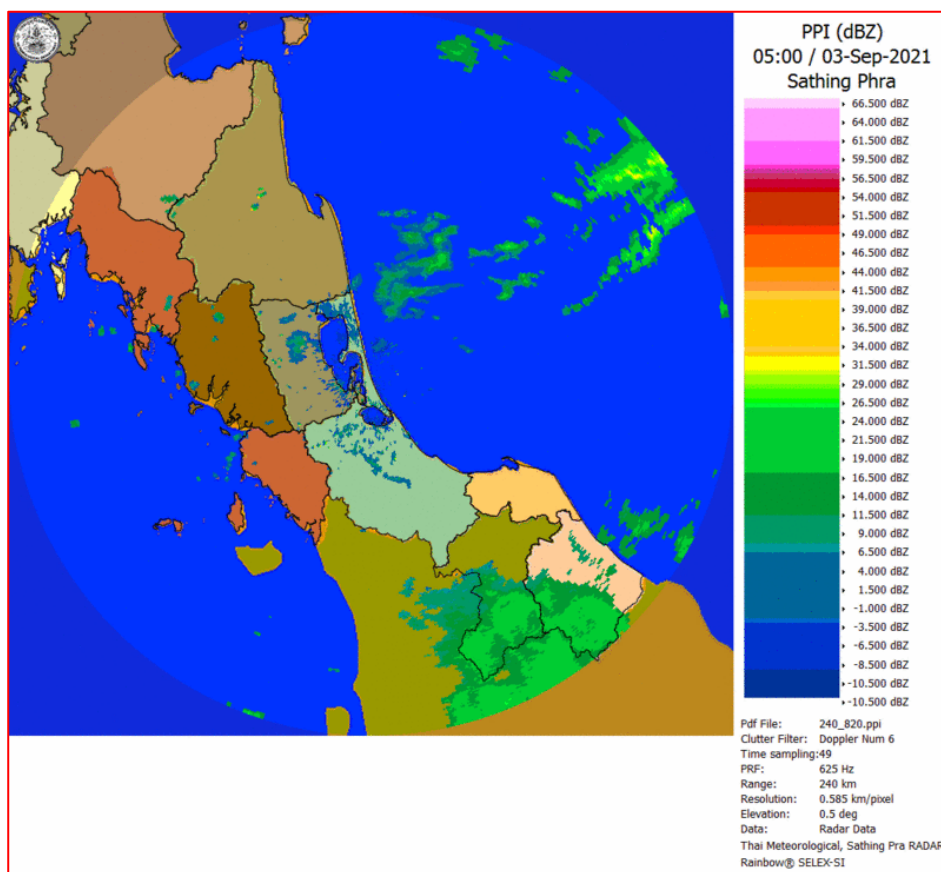 PPI (dBZ)
05:00 / 03-Sep-2021
Sathing Phra
66.500 dBZ
64.000 dBZ
61.500 dBZ
59.500 dBZ
56.500 dBZ
54.000 dBZ
51.500 dBZ
49.000 dBZ
46.500 dBZ
44.000 dBZ
41.500 dBZ
39.000 dBZ
36.500 dBZ
34.000 dBZ
31.500 dBZ
29.000 dBZ
26.500 dBZ
24.000 dBZ
21.500 dBZ
19.000 dBZ
16.500 dBZ
14.000 dBZ
11.500 dBZ
9.000 dBZ
6.500 dBZ
4.000 dBZ
1.500 dBZ
-1.000 dBZ
-3.500 dBZ
-6.500 dBZ
-8.500 dBZ
-10.500 dBZ
-10.500 dBZ
Pdf File: 240_820.ppi
Clutter Filter: Doppler Num 6
Time sampling:49
PRF: 625 Hz
Range: 240 km
Resolution: 0.585 km/pixel
Elevation: 0.5 deg
Data: Radar Data
Thai Meteorological, Sathing Pra RADAR
Rainbow® SELEX-SI